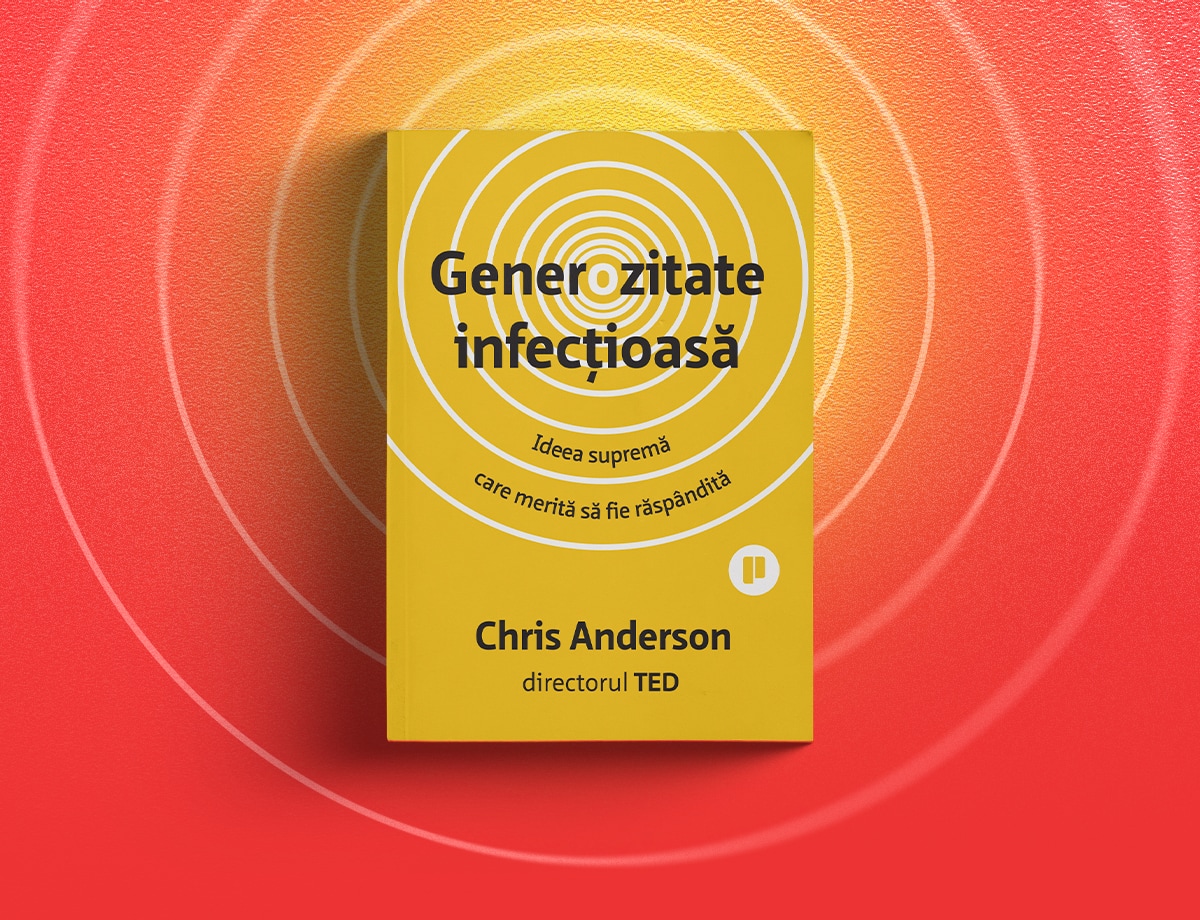 Generozitate
infecțioasă
Ideea supremă
care merită să fie răspândită
Chris Anderson
directorul TED